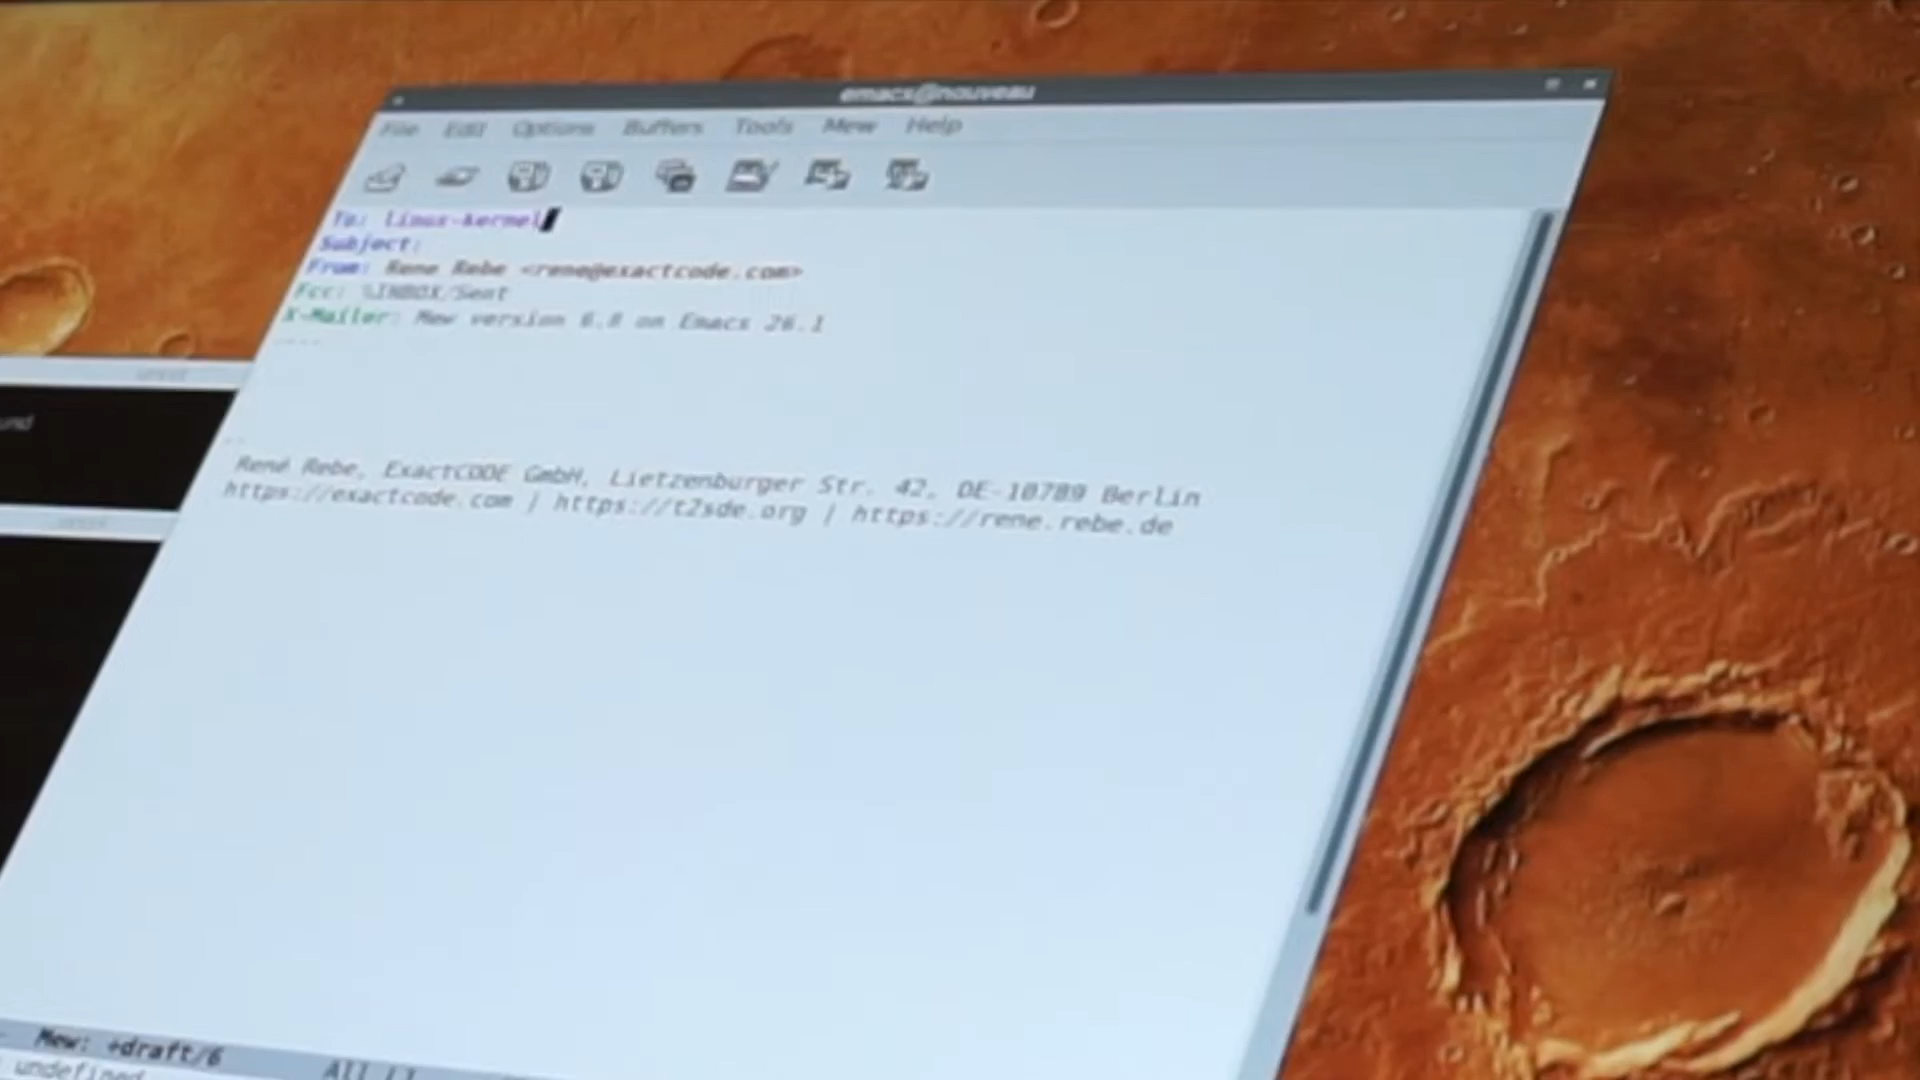 emacs@nouveau
File Edit Options Buffers Tools Mew Help
To: linux-kernel
Subject:
From: Rene Rebe <rene@exactcode.com>
Fcc: %INBOX/Sent
X-Mailer: Mew version 6.8 on Emacs 26.1
----
--
René Rebe, ExactCODE GmbH, Lietzenburger Str. 42, DE-10789 Berlin
https://exactcode.com | https://t2sde.org | https://rene.rebe.de
Mew: +draft/6 All L1
undefined